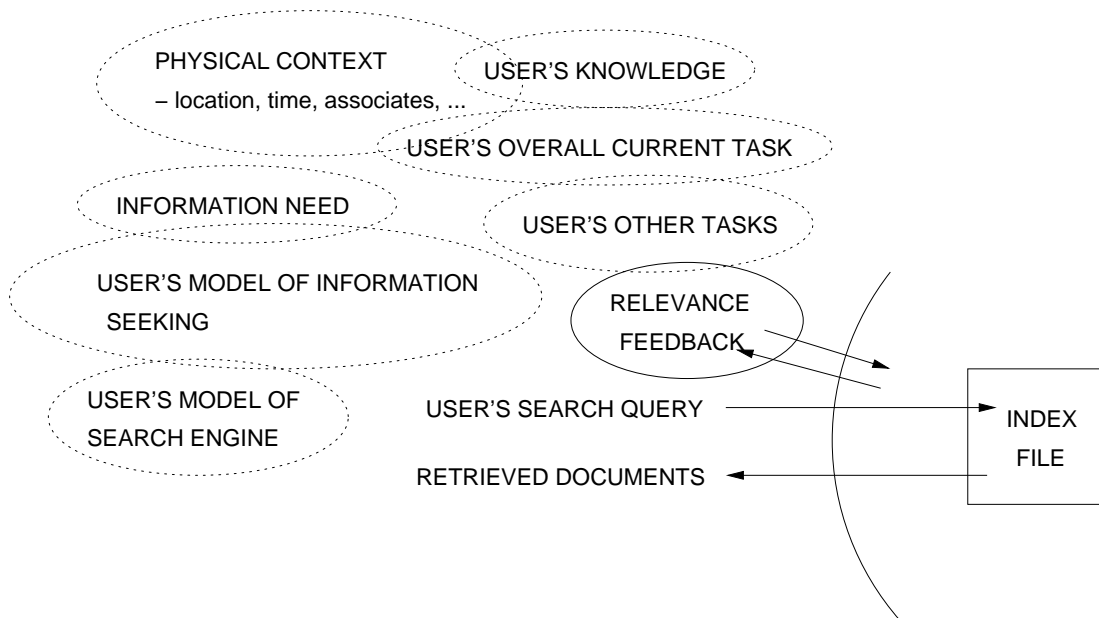 PHYSICAL CONTEXT
– location, time, associates, ...
USER'S KNOWLEDGE
USER'S OVERALL CURRENT TASK
INFORMATION NEED
USER'S OTHER TASKS
USER'S MODEL OF INFORMATION
SEEKING
RELEVANCE
FEEDBACK
USER'S MODEL OF
SEARCH ENGINE
USER'S SEARCH QUERY
RETRIEVED DOCUMENTS
INDEX
FILE